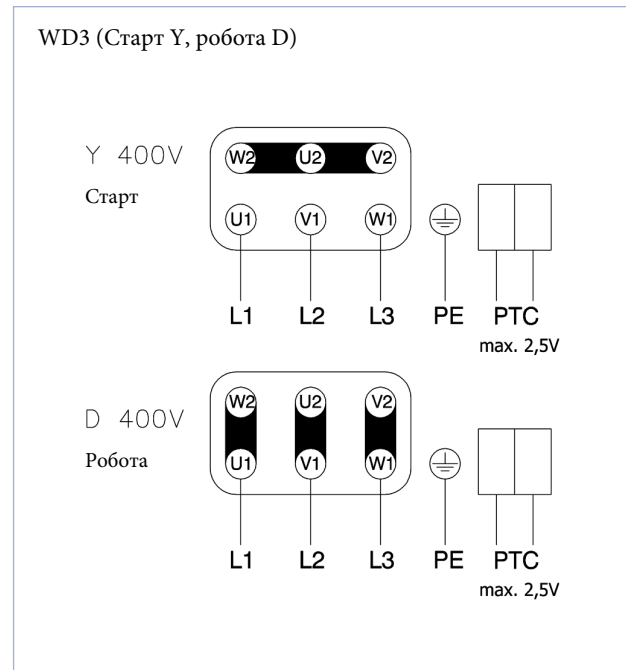 WD3 (Старт Y, робота D)
Y 400V
Старт
W2 U2 V2
U1 V1 W1
L1 L2 L3 PE PTC
max. 2,5V
D 400V
Робота
W2 U2 V2
U1 V1 W1
L1 L2 L3 PE PTC
max. 2,5V